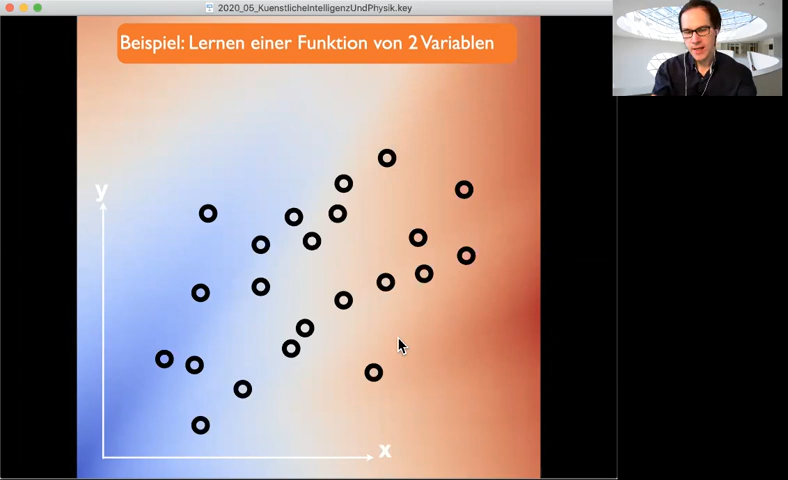 2020_05_KuenstlicheIntelligenzUndPhysik.key
Beispiel: Lernen einer Funktion von 2 Variablen
y
x